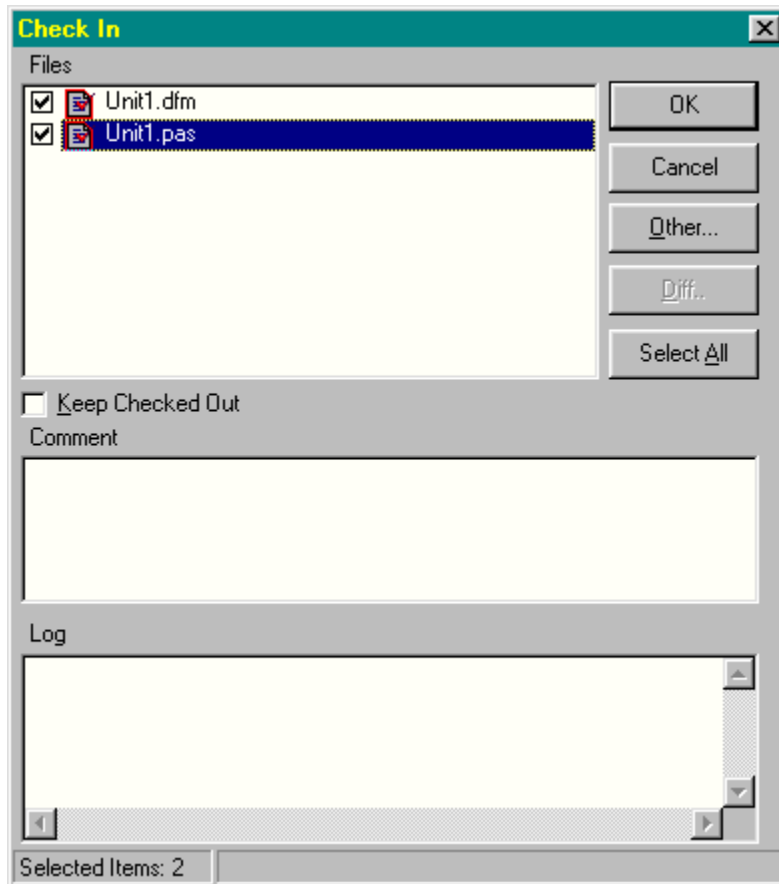 Check In
Files
Unit1.dfm
Unit1.pas
OK
Cancel
Other...
Diff..
Select All
Keep Checked Out
Comment
Log
Selected Items: 2